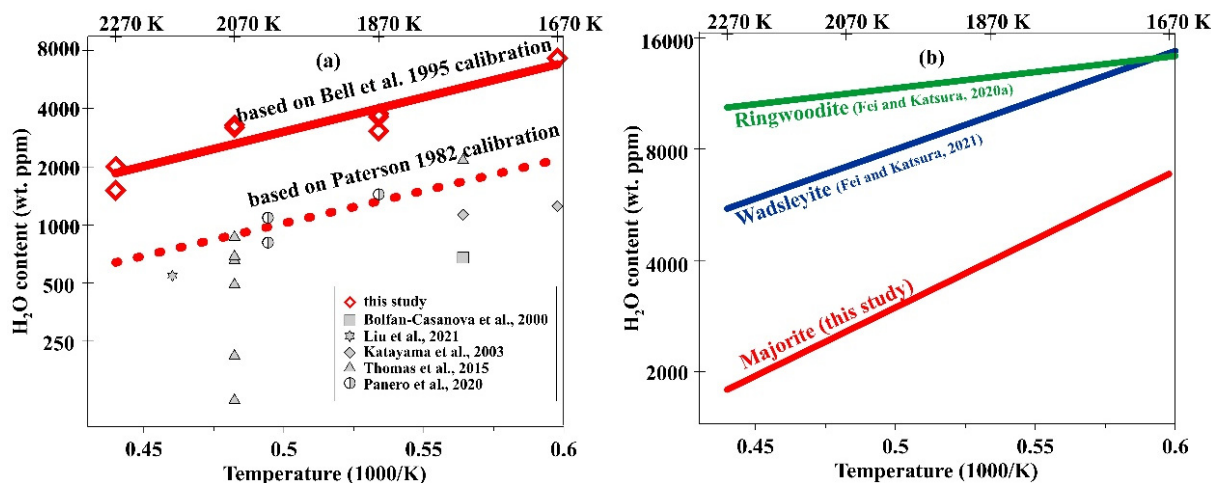 2270 K 2070 K 1870 K 1670 K
(a)
8000
4000
2000
1000
500
250
H₂O content (wt. ppm)
based on Bell et al. 1995 calibration
based on Paterson 1982 calibration
this study
Bolfan-Casanova et al., 2000
Liu et al., 2021
Katayama et al., 2003
Thomas et al., 2015
Panero et al., 2020
0.45 0.5 0.55 0.6
Temperature (1000/K)
2270 K 2070 K 1870 K 1670 K
(b)
16000
8000
4000
2000
H₂O content (wt. ppm)
Ringwoodite (Fei and Katsura, 2020a)
Wadsleyite (Fei and Katsura, 2021)
Majorite (this study)
0.45 0.5 0.55 0.6
Temperature (1000/K)